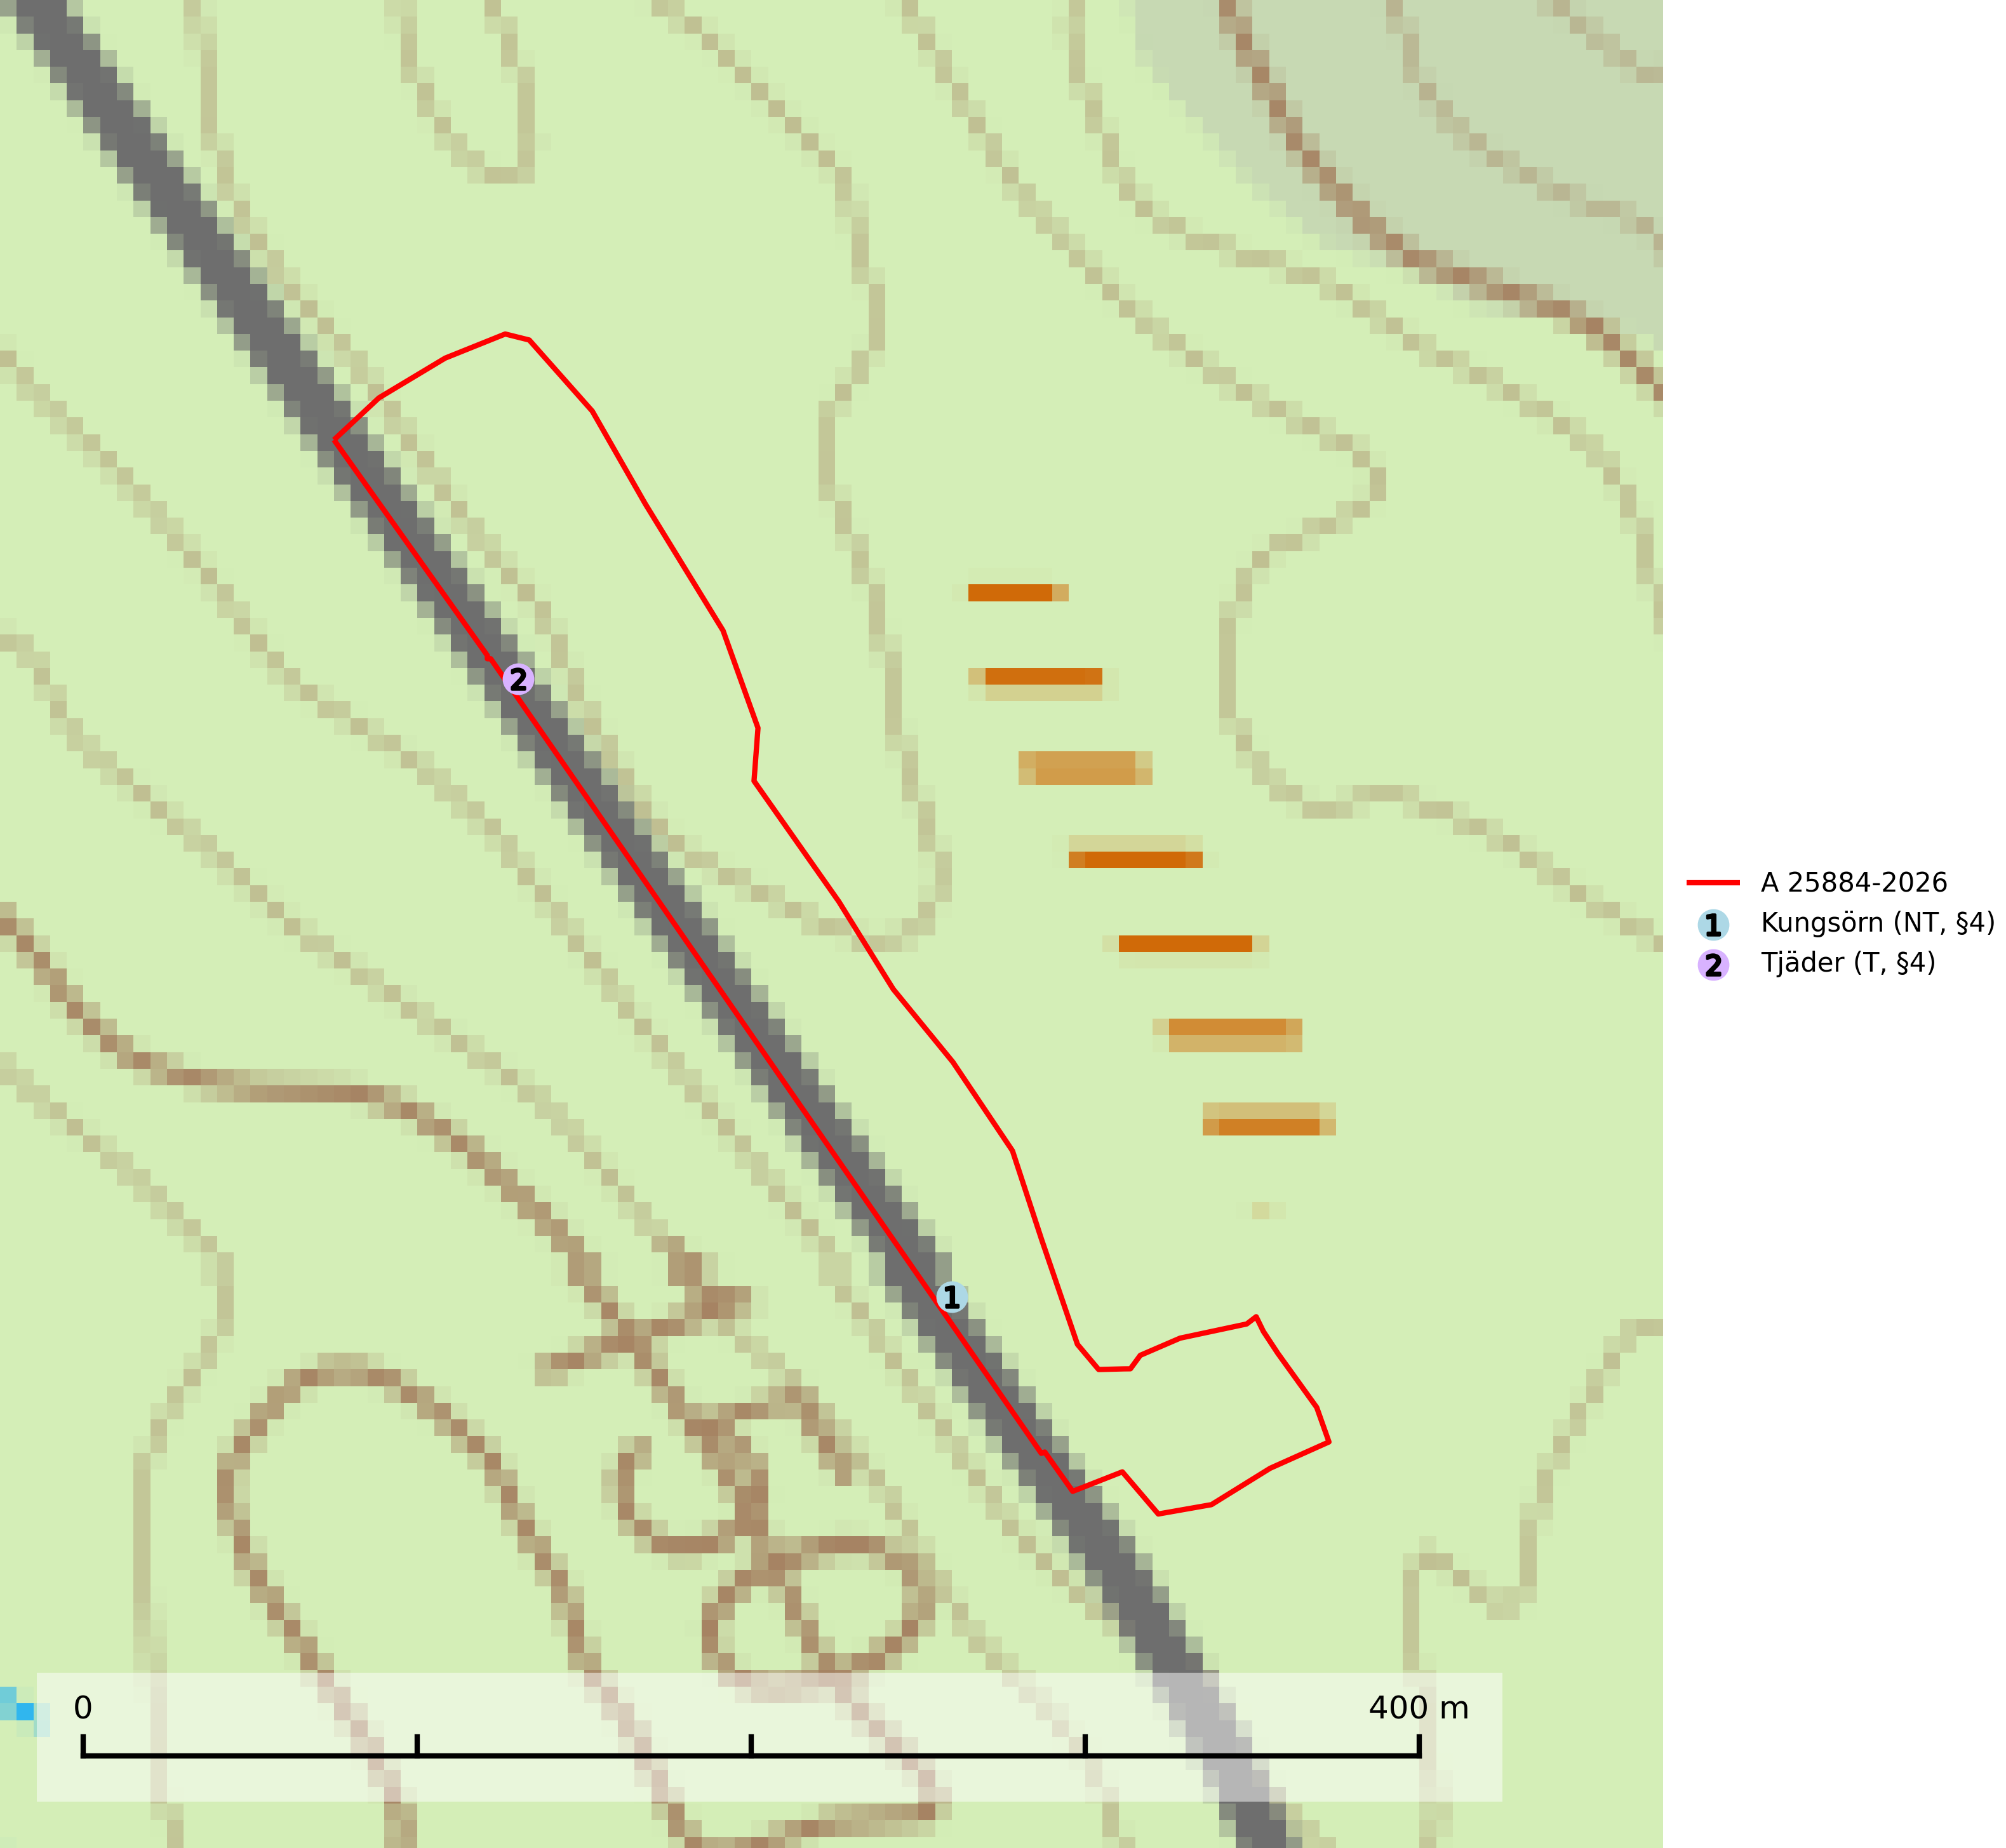 A 25884-2026
1 Kungsörn (NT, §4)
2 Tjäder (T, §4)
2
1
0 400 m